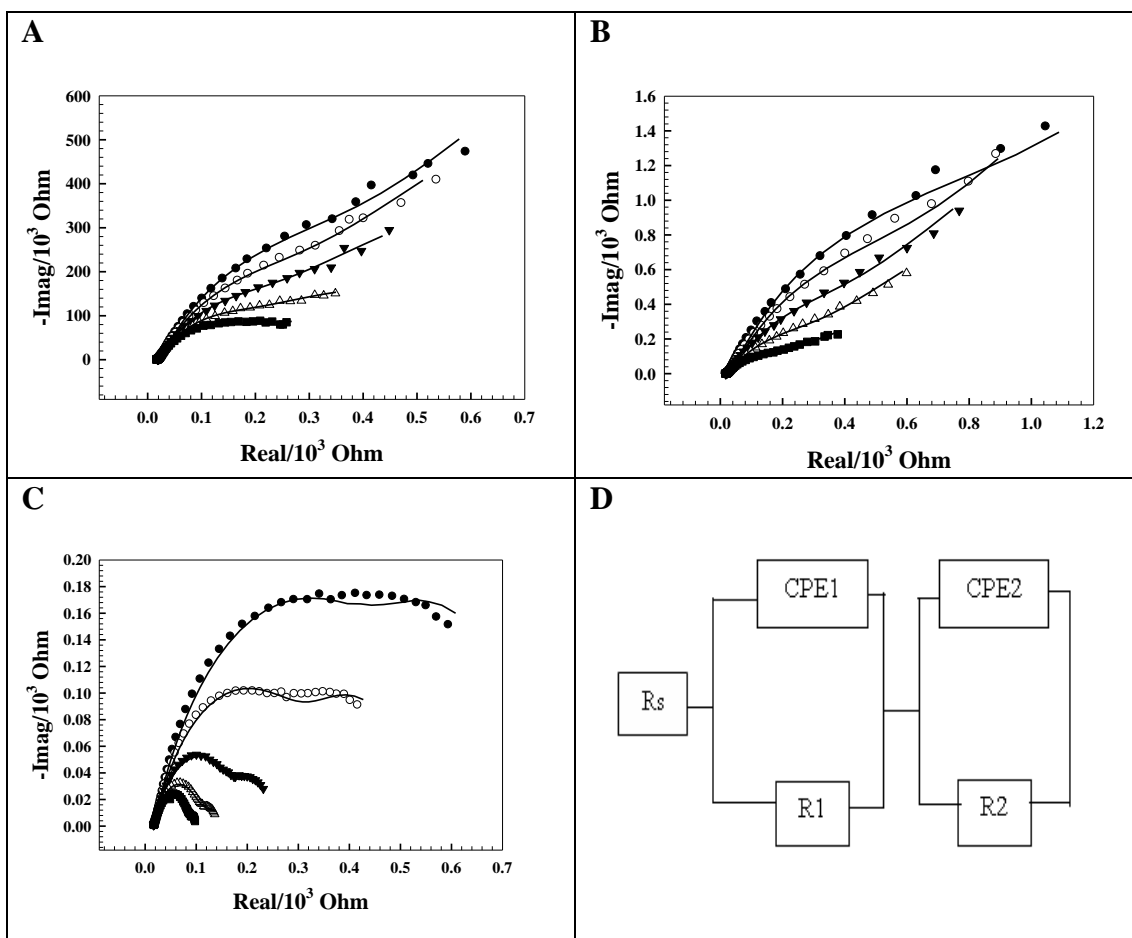 A
600
500
400
300
200
100
0
-Imag/10³ Ohm
0.0 0.1 0.2 0.3 0.4 0.5 0.6 0.7
Real/10³ Ohm
B
1.6
1.4
1.2
1.0
0.8
0.6
0.4
0.2
0.0
-Imag/10³ Ohm
0.0 0.2 0.4 0.6 0.8 1.0 1.2
Real/10³ Ohm
C
0.20
0.18
0.16
0.14
0.12
0.10
0.08
0.06
0.04
0.02
0.00
-Imag/10³ Ohm
0.0 0.1 0.2 0.3 0.4 0.5 0.6 0.7
Real/10³ Ohm
D
CPE1 CPE2
Rs
R1 R2